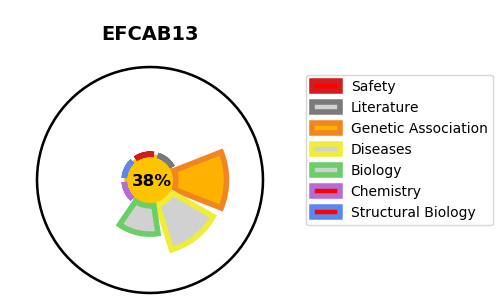 EFCAB13
38%
Safety
Literature
Genetic Association
Diseases
Biology
Chemistry
Structural Biology